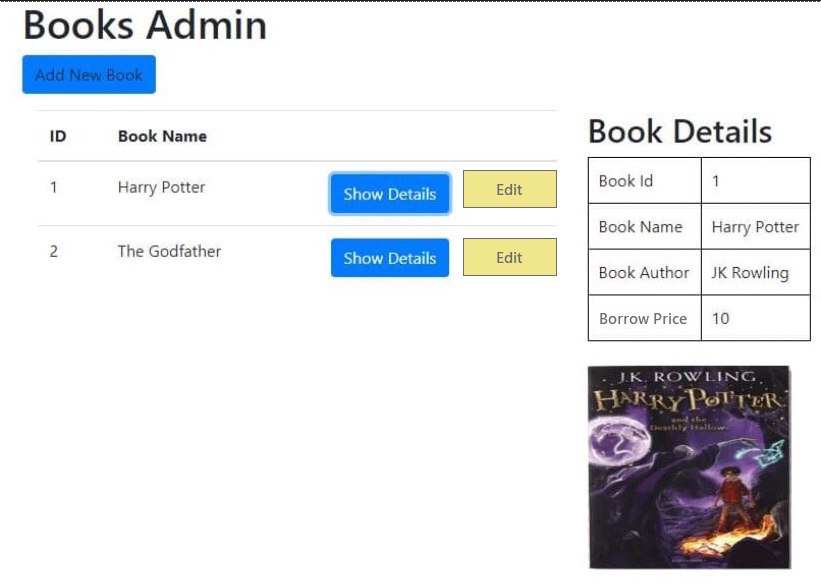 Books Admin
Add New Book
ID Book Name
1 Harry Potter Show Details Edit
2 The Godfather Show Details Edit
Book Details
Book Id 1
Book Name Harry Potter
Book Author JK Rowling
Borrow Price 10
J.K. ROWLING
HARRY POTTER
and the
Deathly Hallows